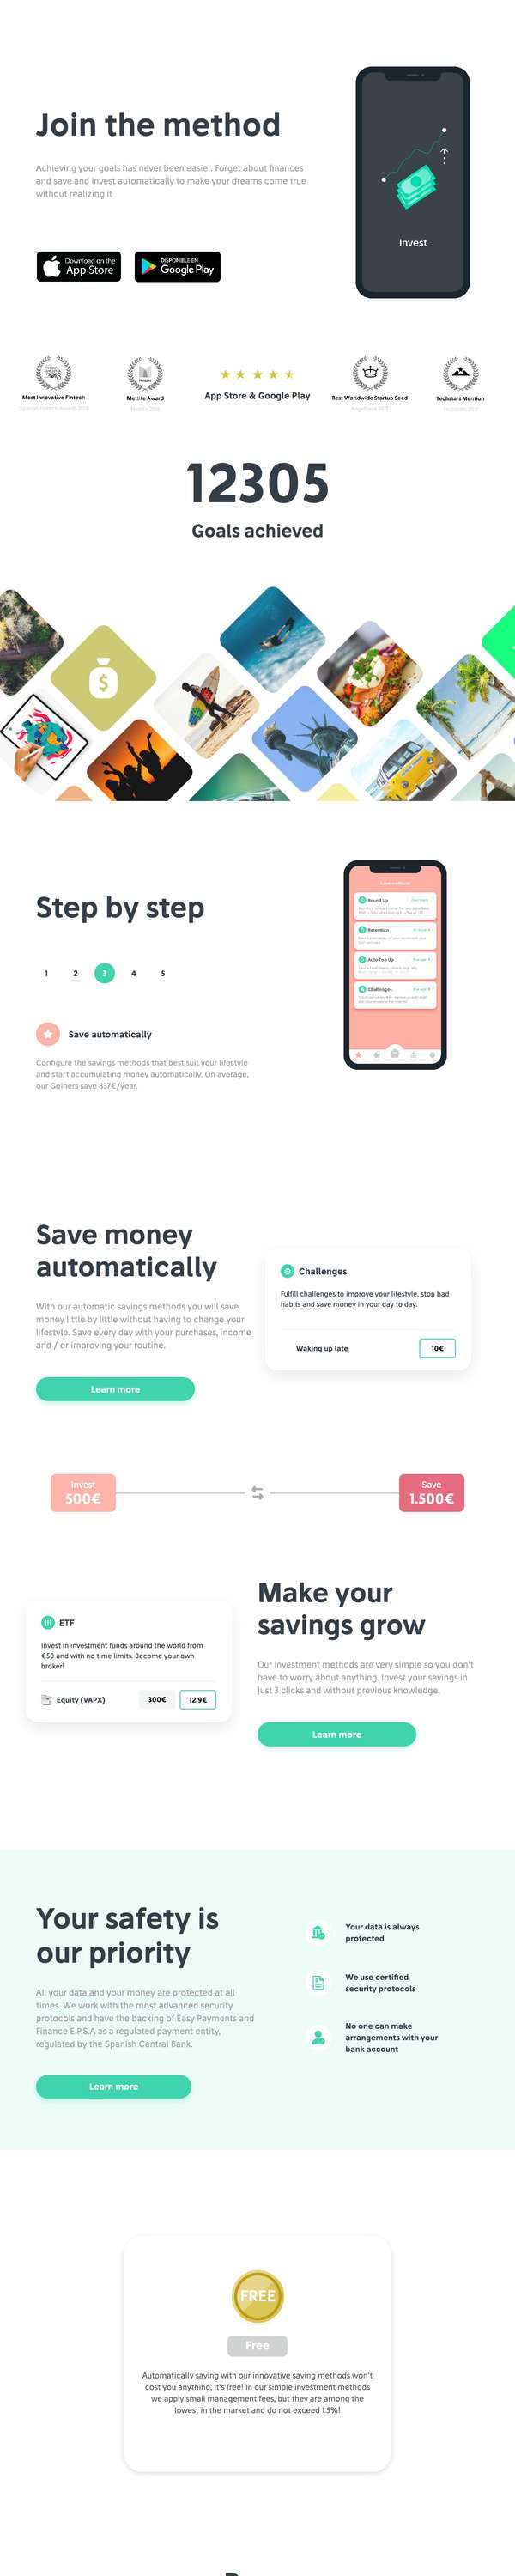 Join the method
Achieving your goals has never been easier. Forget about finances
and save and invest automatically to make your dreams come true
without realizing it
Download on the
App Store
DISPONIBLE EN
Google Play
Invest
Most Innovative Fintech
Metlife Award
App Store & Google Play
Best Worldwide Startup Seed
Techstars Mention
12305
Goals achieved
Step by step
1 2 3 4 5
Save automatically
Configure the savings methods that best suit your lifestyle
and start accumulating money automatically. On average,
our Goiners save 837€/year.
Round Up
Retention
Auto Top Up
Challenges
Save money
automatically
With our automatic savings methods you will save
money little by little without having to change your
lifestyle. Save every day with your purchases, income
and / or improving your routine.
Learn more
Challenges
Fulfill challenges to improve your lifestyle, stop bad
habits and save money in your day to day.
Waking up late 10€
Invest
500€
Save
1.500€
ETF
Invest in investment funds around the world from
€50 and with no time limits. Become your own
broker!
Equity (VAPX) 300€ 12.9€
Make your
savings grow
Our investment methods are very simple so you don't
have to worry about anything. Invest your savings in
just 3 clicks and without previous knowledge.
Learn more
Your safety is
our priority
All your data and your money are protected at all
times. We work with the most advanced security
protocols and have the backing of Easy Payments and
Finance E.P.S.A as a regulated payment entity,
regulated by the Spanish Central Bank.
Learn more
Your data is always
protected
We use certified
security protocols
No one can make
arrangements with your
bank account
FREE
Free
Automatically saving with our innovative saving methods won't
cost you anything, it's free! In our simple investment methods
we apply small management fees, but they are among the
lowest in the market and do not exceed 1.5%!